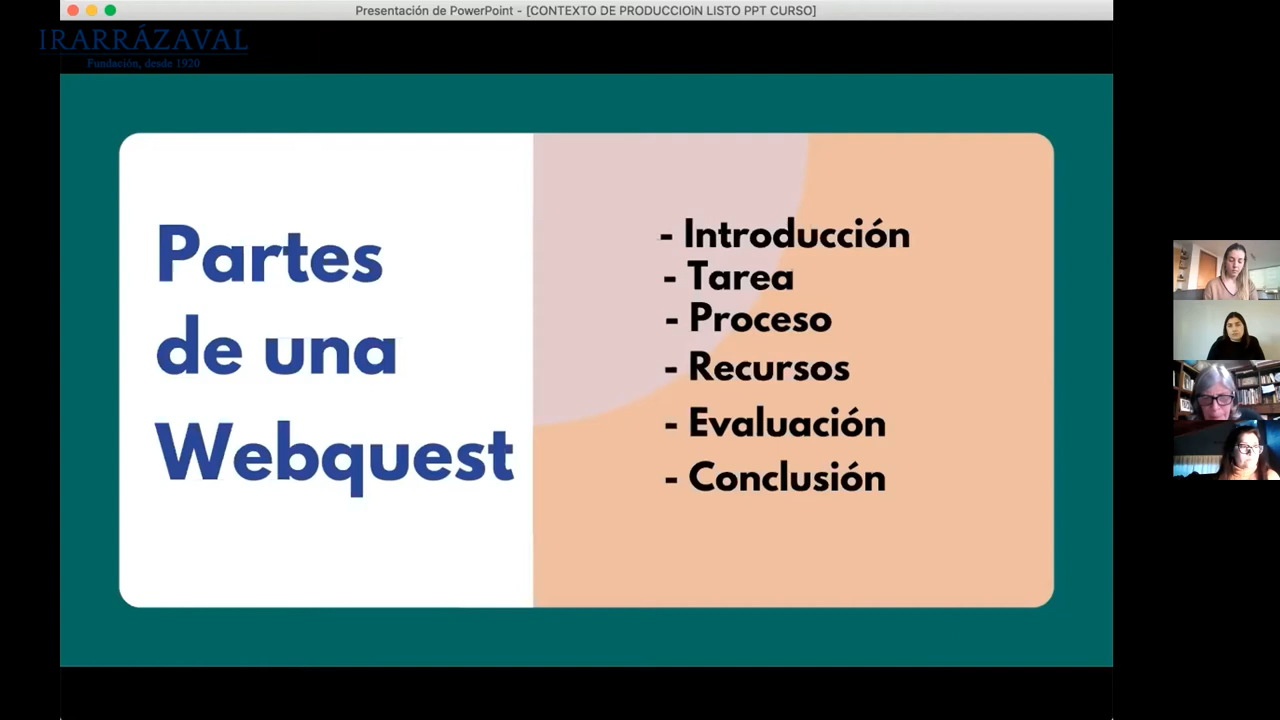 Presentación de PowerPoint - [CONTEXTO DE PRODUCCIOìN LISTO PPT CURSO]
IRARRÁZAVAL
Fundación, desde 1920
Partes
de una
Webquest
- Introducción
- Tarea
- Proceso
- Recursos
- Evaluación
- Conclusión